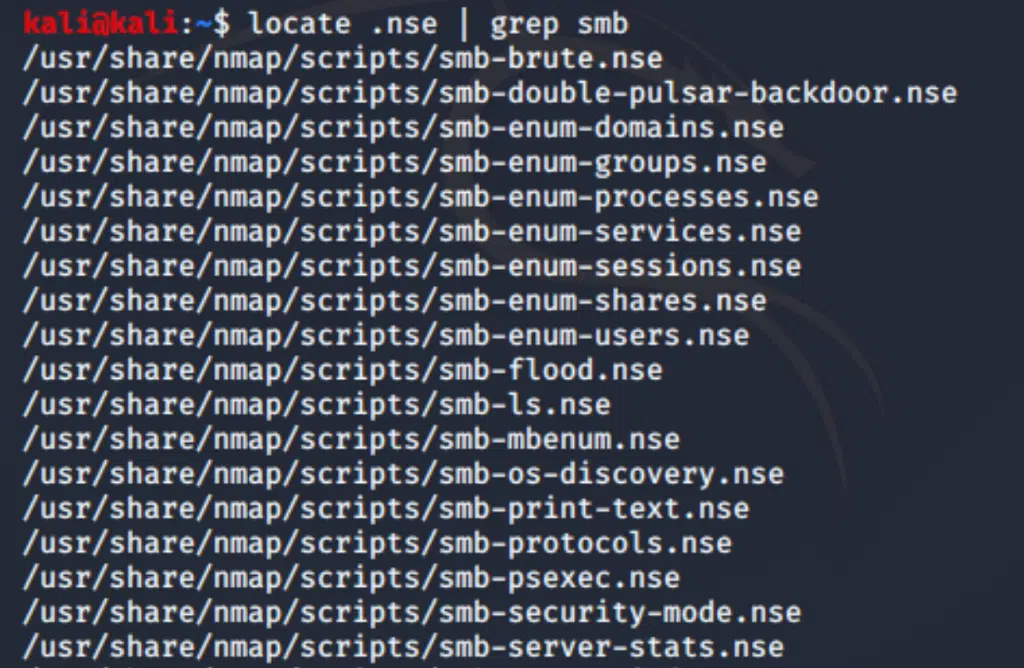 kali@kali:~$ locate .nse | grep smb
/usr/share/nmap/scripts/smb-brute.nse
/usr/share/nmap/scripts/smb-double-pulsar-backdoor.nse
/usr/share/nmap/scripts/smb-enum-domains.nse
/usr/share/nmap/scripts/smb-enum-groups.nse
/usr/share/nmap/scripts/smb-enum-processes.nse
/usr/share/nmap/scripts/smb-enum-services.nse
/usr/share/nmap/scripts/smb-enum-sessions.nse
/usr/share/nmap/scripts/smb-enum-shares.nse
/usr/share/nmap/scripts/smb-enum-users.nse
/usr/share/nmap/scripts/smb-flood.nse
/usr/share/nmap/scripts/smb-ls.nse
/usr/share/nmap/scripts/smb-mbenum.nse
/usr/share/nmap/scripts/smb-os-discovery.nse
/usr/share/nmap/scripts/smb-print-text.nse
/usr/share/nmap/scripts/smb-protocols.nse
/usr/share/nmap/scripts/smb-psexec.nse
/usr/share/nmap/scripts/smb-security-mode.nse
/usr/share/nmap/scripts/smb-server-stats.nse